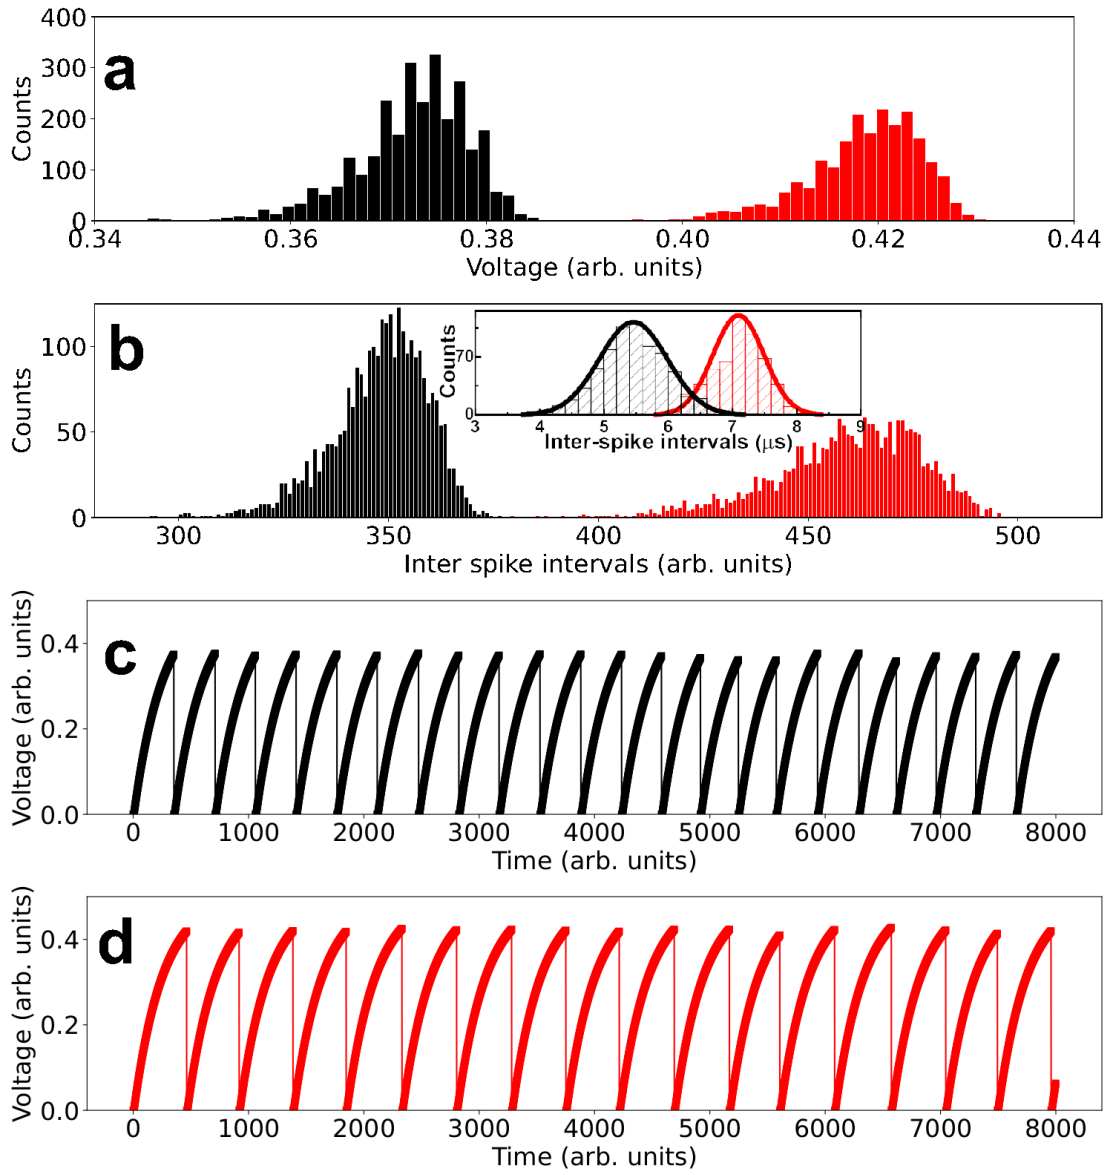 400
300
200
100
0
Counts
a
0.34 0.36 0.38 0.40 0.42 0.44
Voltage (arb. units)
100
50
0
Counts
b
70
0
Counts
3 4 5 6 7 8 9
Inter-spike intervals (μs)
300 350 400 450 500
Inter spike intervals (arb. units)
0.4
0.2
0.0
Voltage (arb. units)
c
0 1000 2000 3000 4000 5000 6000 7000 8000
Time (arb. units)
0.4
0.2
0.0
Voltage (arb. units)
d
0 1000 2000 3000 4000 5000 6000 7000 8000
Time (arb. units)